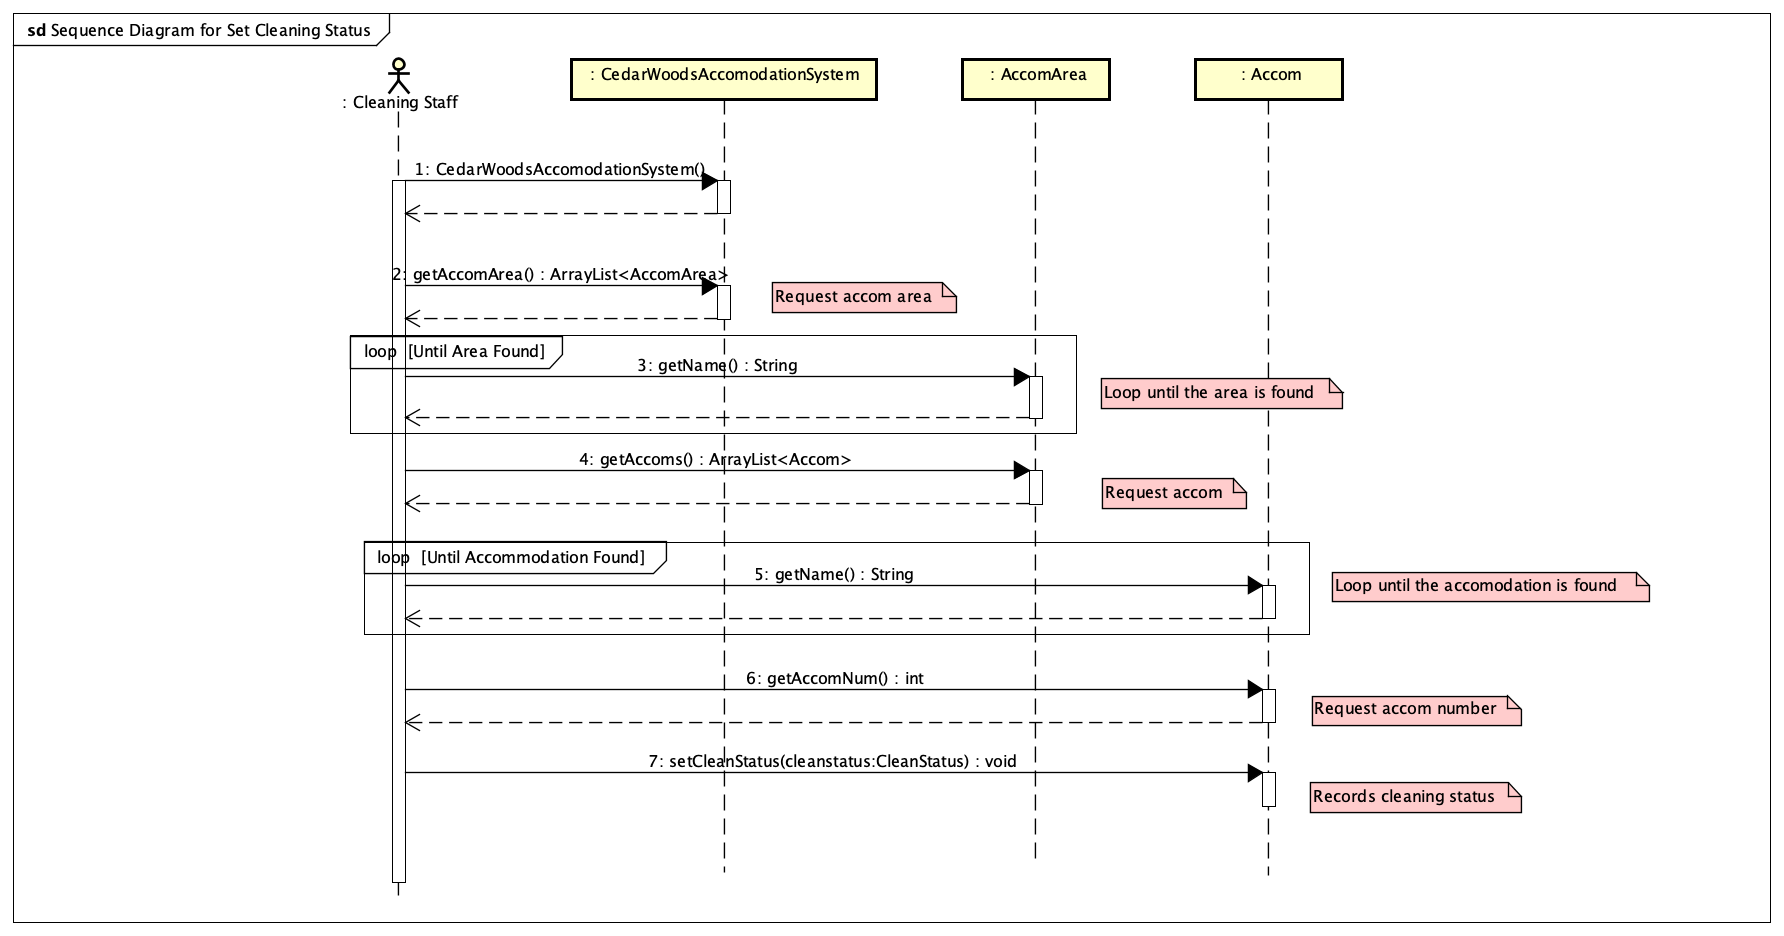 sd Sequence Diagram for Set Cleaning Status
: Cleaning Staff
: CedarWoodsAccomodationSystem
: AccomArea
: Accom
1: CedarWoodsAccomodationSystem()
2: getAccomArea() : ArrayList<AccomArea>
Request accom area
loop [Until Area Found]
3: getName() : String
Loop until the area is found
4: getAccoms() : ArrayList<Accom>
Request accom
loop [Until Accommodation Found]
5: getName() : String
Loop until the accomodation is found
6: getAccomNum() : int
Request accom number
7: setCleanStatus(cleanstatus:CleanStatus) : void
Records cleaning status